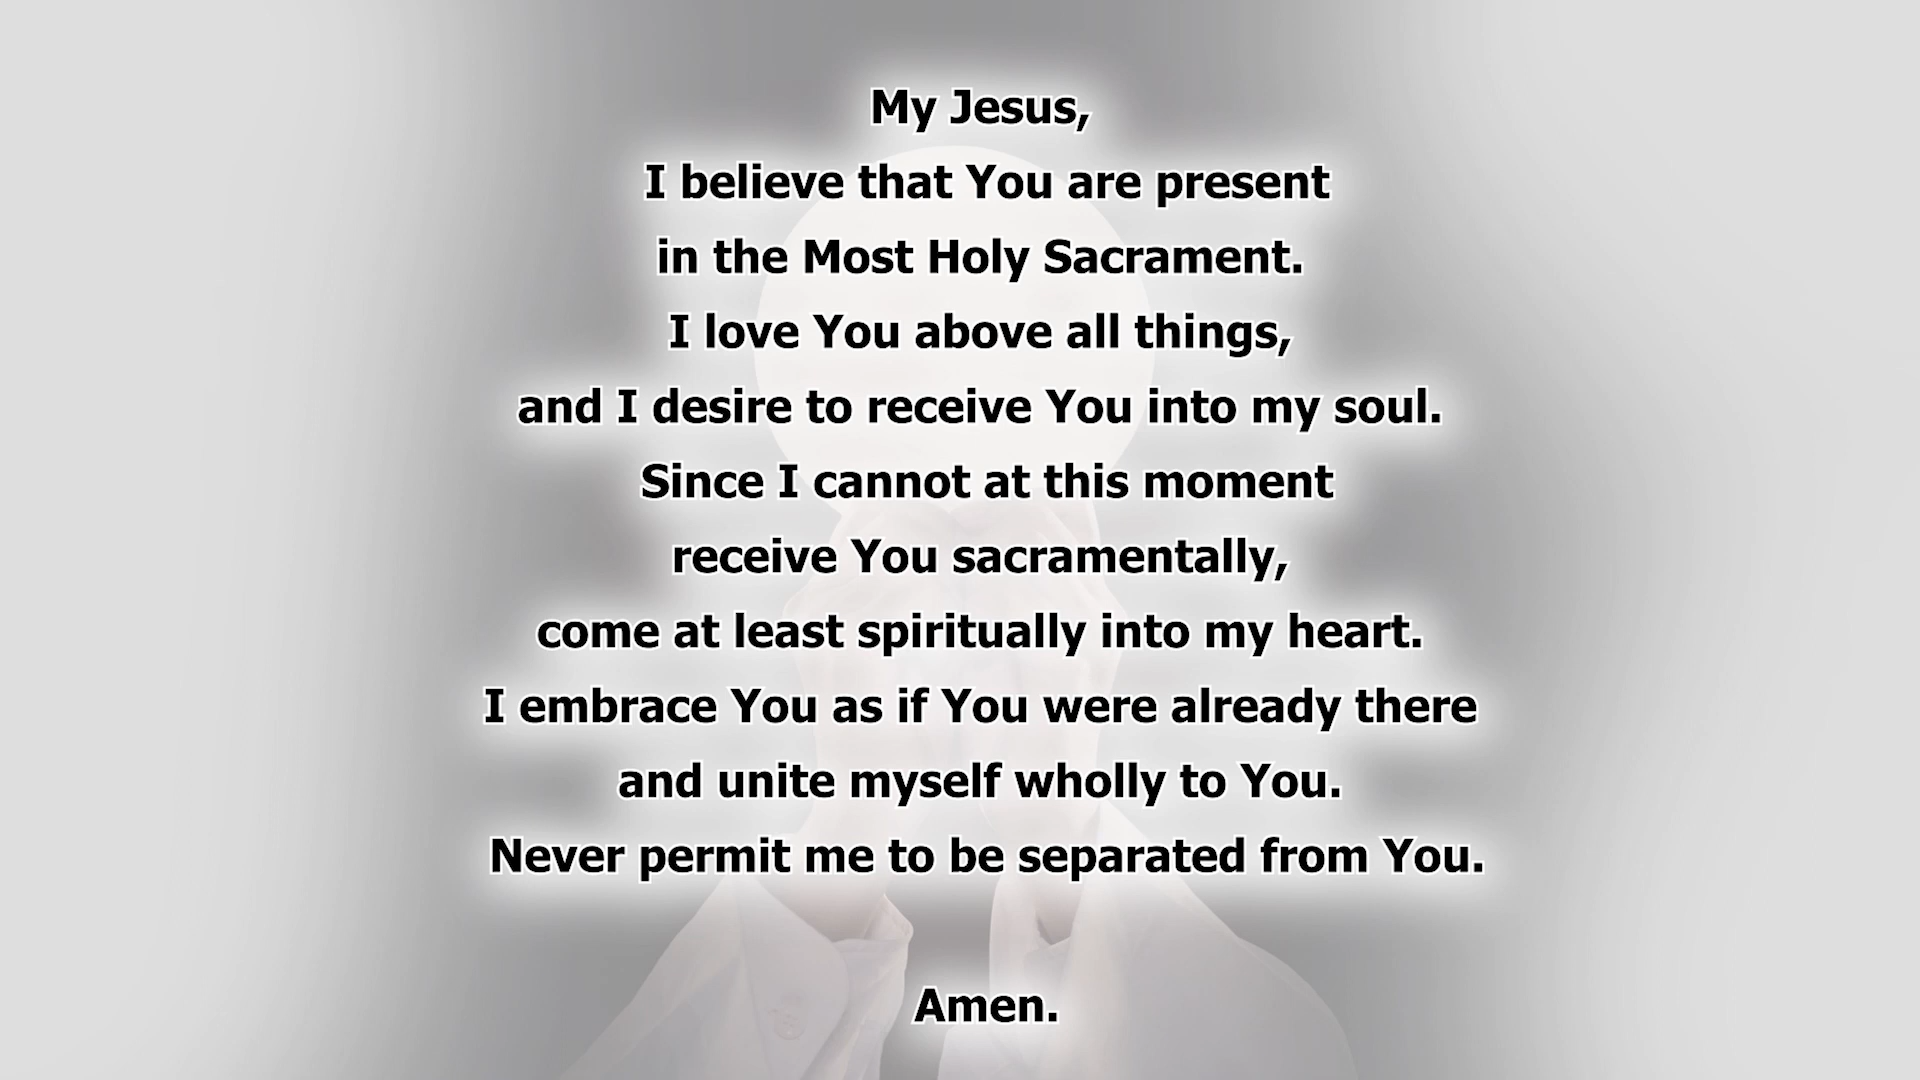 My Jesus,
I believe that You are present
in the Most Holy Sacrament.
I love You above all things,
and I desire to receive You into my soul.
Since I cannot at this moment
receive You sacramentally,
come at least spiritually into my heart.
I embrace You as if You were already there
and unite myself wholly to You.
Never permit me to be separated from You.
Amen.